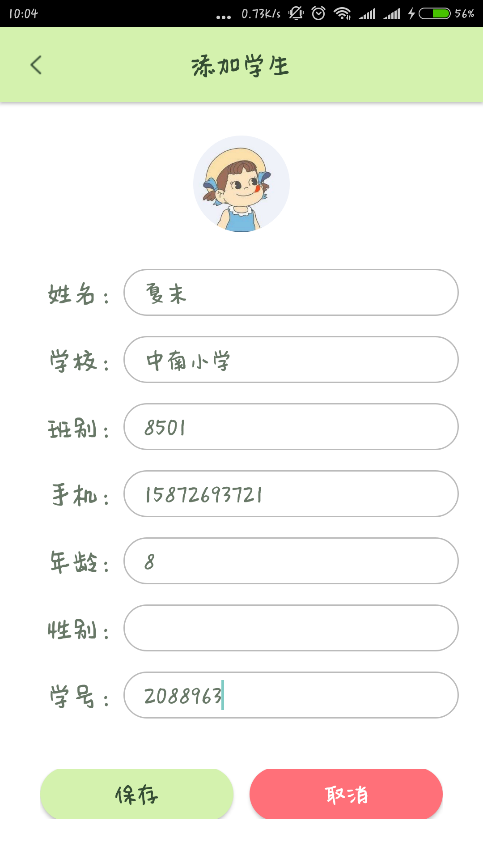 10:04 ... 0.73K/s 56%
添加学生
姓名： 夏末
学校： 中南小学
班别： 8501
手机： 15872693721
年龄： 8
性别：
学号： 2088963
保存 取消